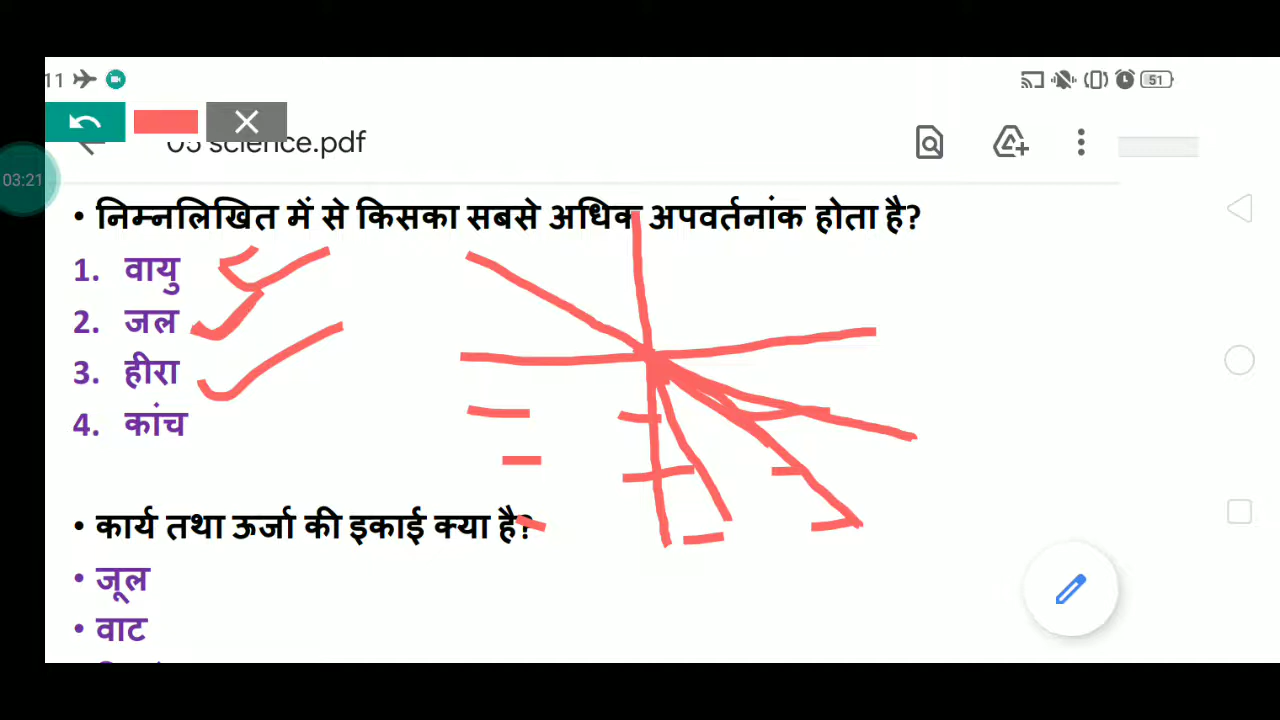 11
51
05 science.pdf
03:21
• निम्नलिखित में से किसका सबसे अधिक अपवर्तनांक होता है?
1. वायु
2. जल
3. हीरा
4. कांच
• कार्य तथा ऊर्जा की इकाई क्या है?
• जूल
• वाट